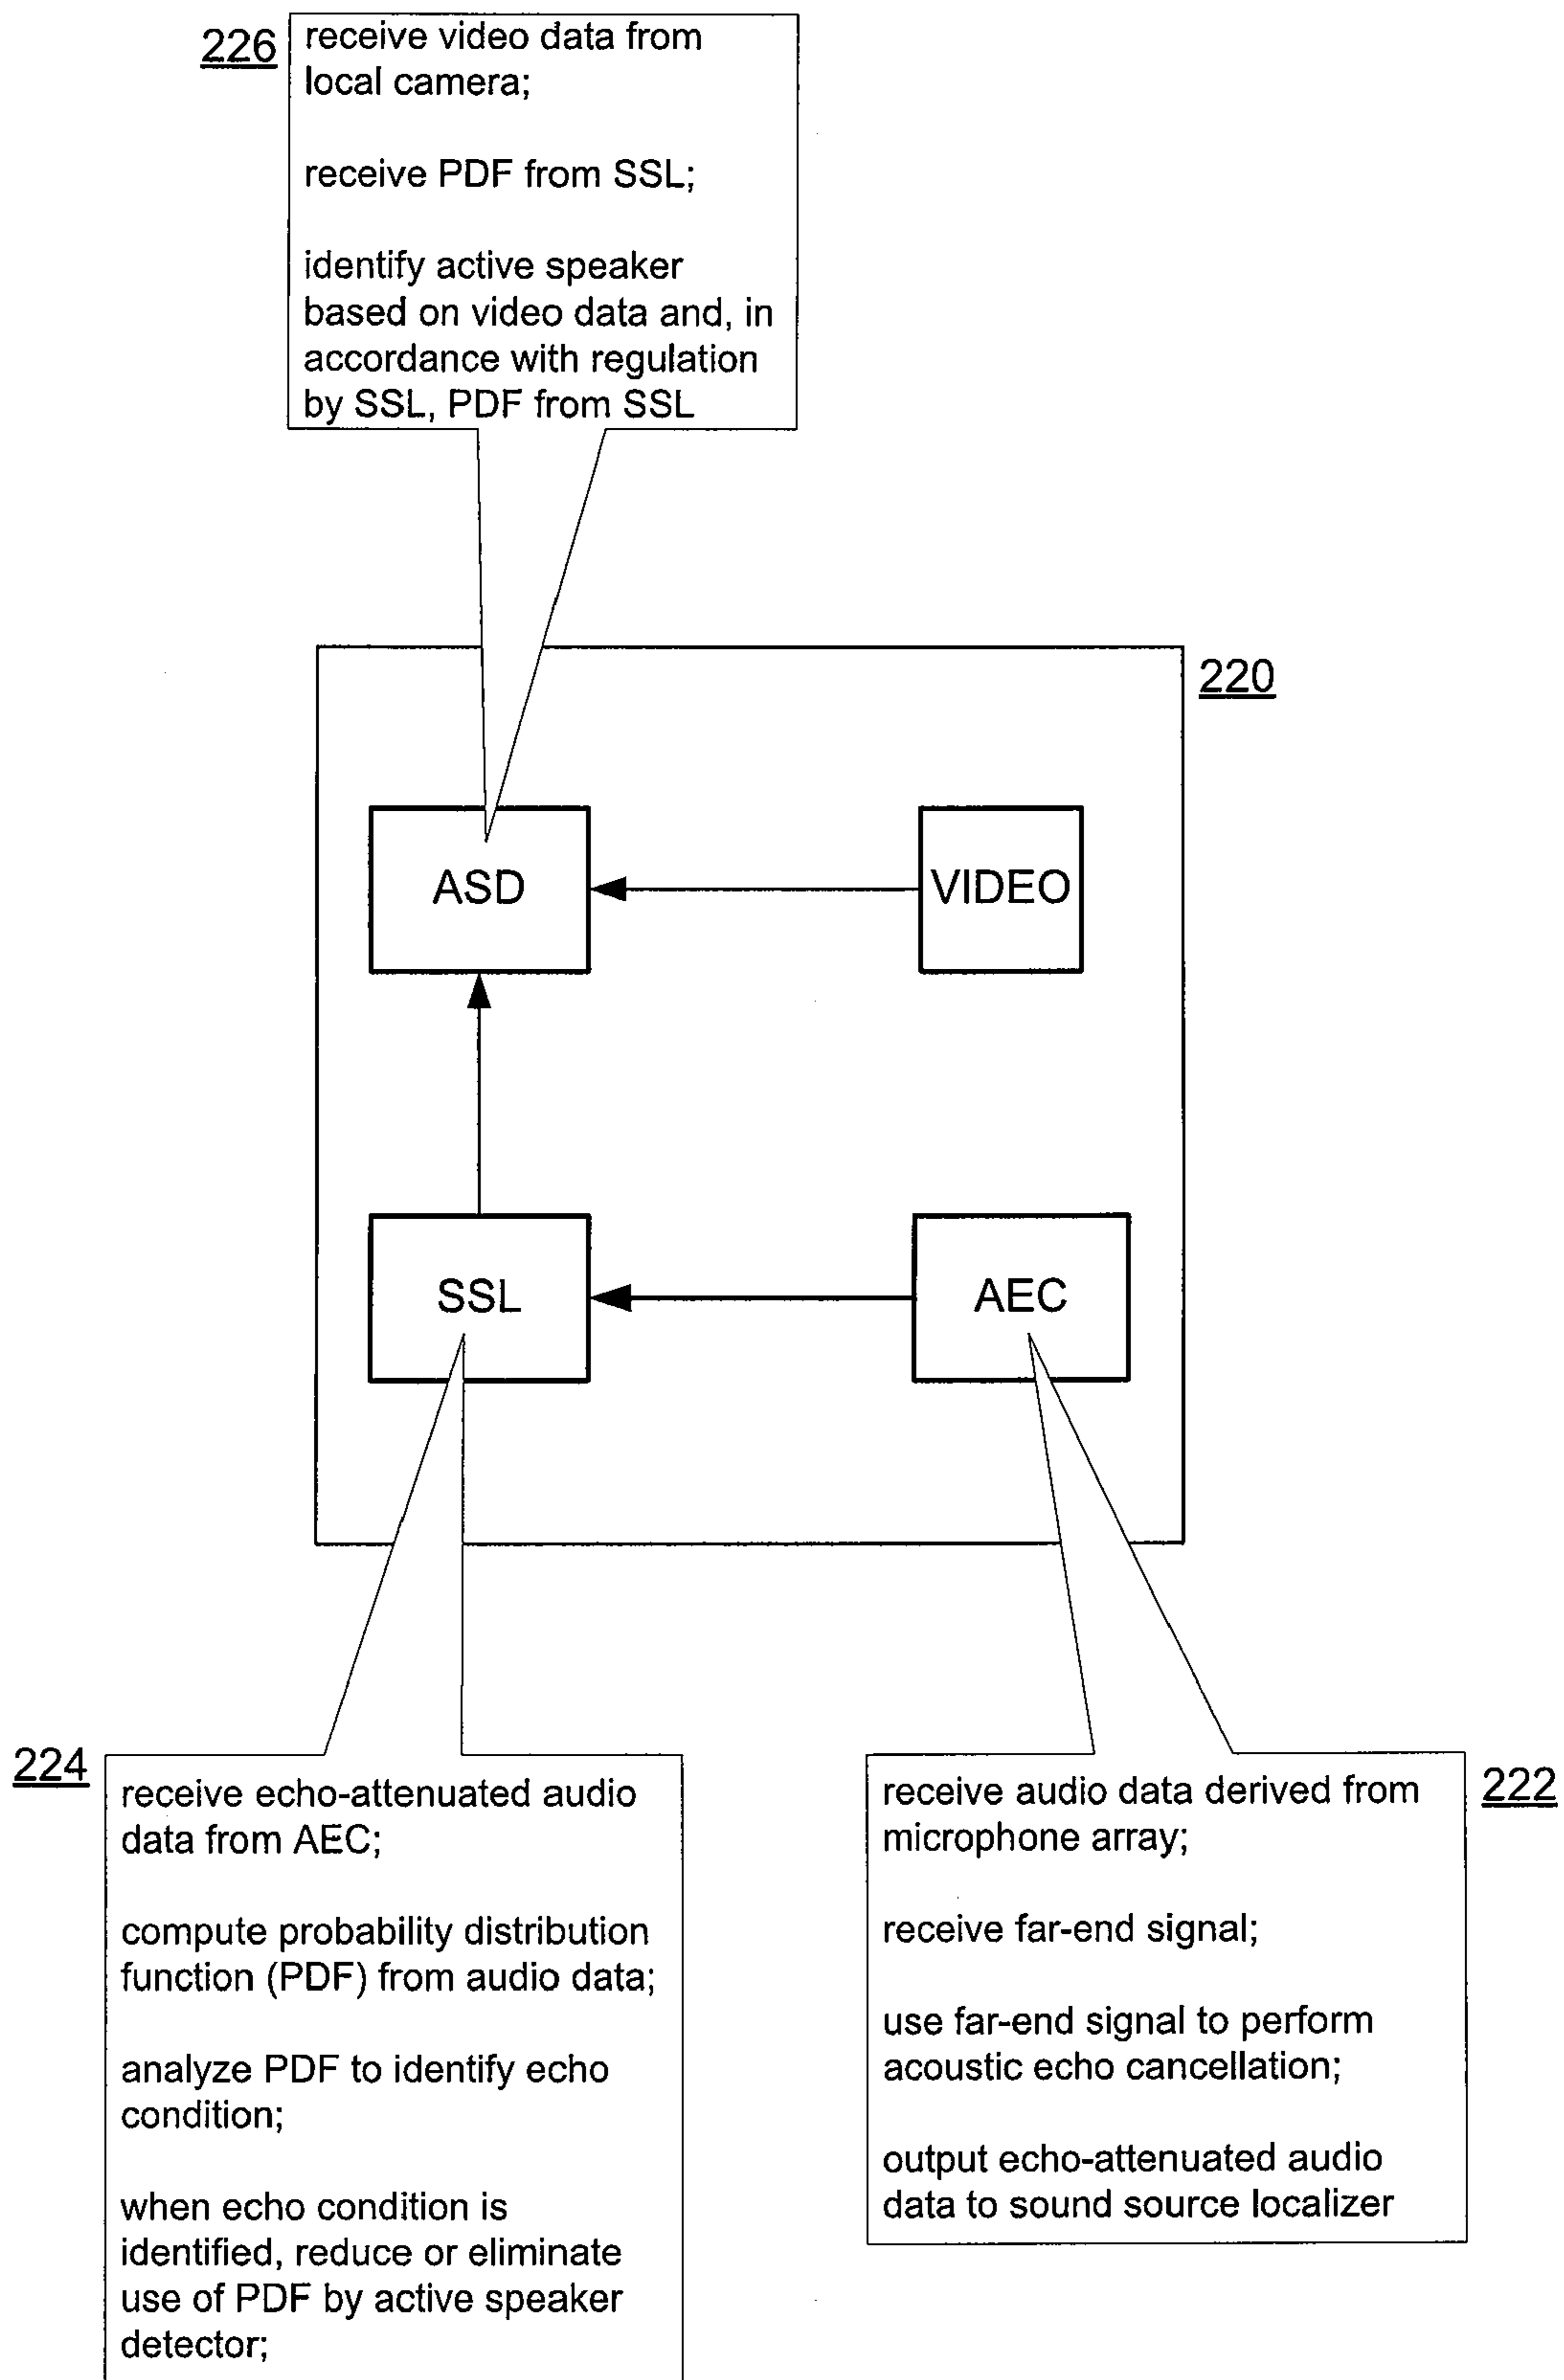 226
receive video data from
local camera;
receive PDF from SSL;
identify active speaker
based on video data and, in
accordance with regulation
by SSL, PDF from SSL
220
ASD
VIDEO
SSL
AEC
224
receive echo-attenuated audio
data from AEC;
compute probability distribution
function (PDF) from audio data;
analyze PDF to identify echo
condition;
when echo condition is
identified, reduce or eliminate
use of PDF by active speaker
detector;
222
receive audio data derived from
microphone array;
receive far-end signal;
use far-end signal to perform
acoustic echo cancellation;
output echo-attenuated audio
data to sound source localizer